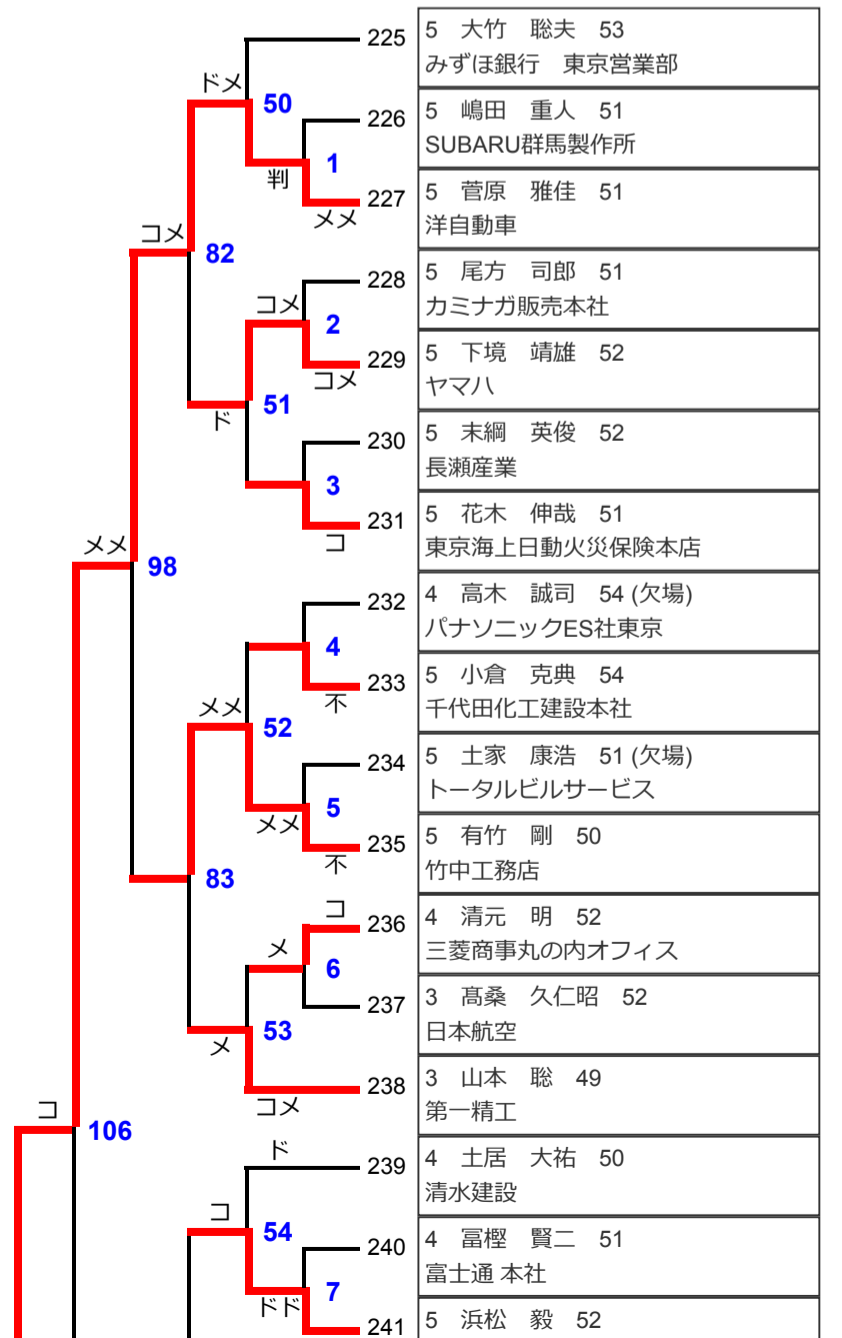 225
5 大竹 聡夫 53
みずほ銀行 東京営業部
ドメ
50
226
5 嶋田 重人 51
SUBARU群馬製作所
1
判
227
5 菅原 雅佳 51
洋自動車
メメ
コメ
82
228
5 尾方 司郎 51
カミナガ販売本社
コメ
2
229
5 下境 靖雄 52
ヤマハ
コメ
51
ド
230
5 末綱 英俊 52
長瀬産業
3
231
5 花木 伸哉 51
東京海上日動火災保険本店
コ
メメ
98
232
4 高木 誠司 54 (欠場)
パナソニックES社東京
4
233
5 小倉 克典 54
千代田化工建設本社
不
メメ
52
234
5 土家 康浩 51 (欠場)
トータルビルサービス
5
メメ
235
5 有竹 剛 50
竹中工務店
不
83
コ
236
4 清元 明 52
三菱商事丸の内オフィス
メ
6
237
3 髙桑 久仁昭 52
日本航空
53
メ
238
3 山本 聡 49
第一精工
コメ
コ
106
ド
239
4 土居 大祐 50
清水建設
コ
54
240
4 冨樫 賢二 51
富士通 本社
7
ドド
241
5 浜松 毅 52